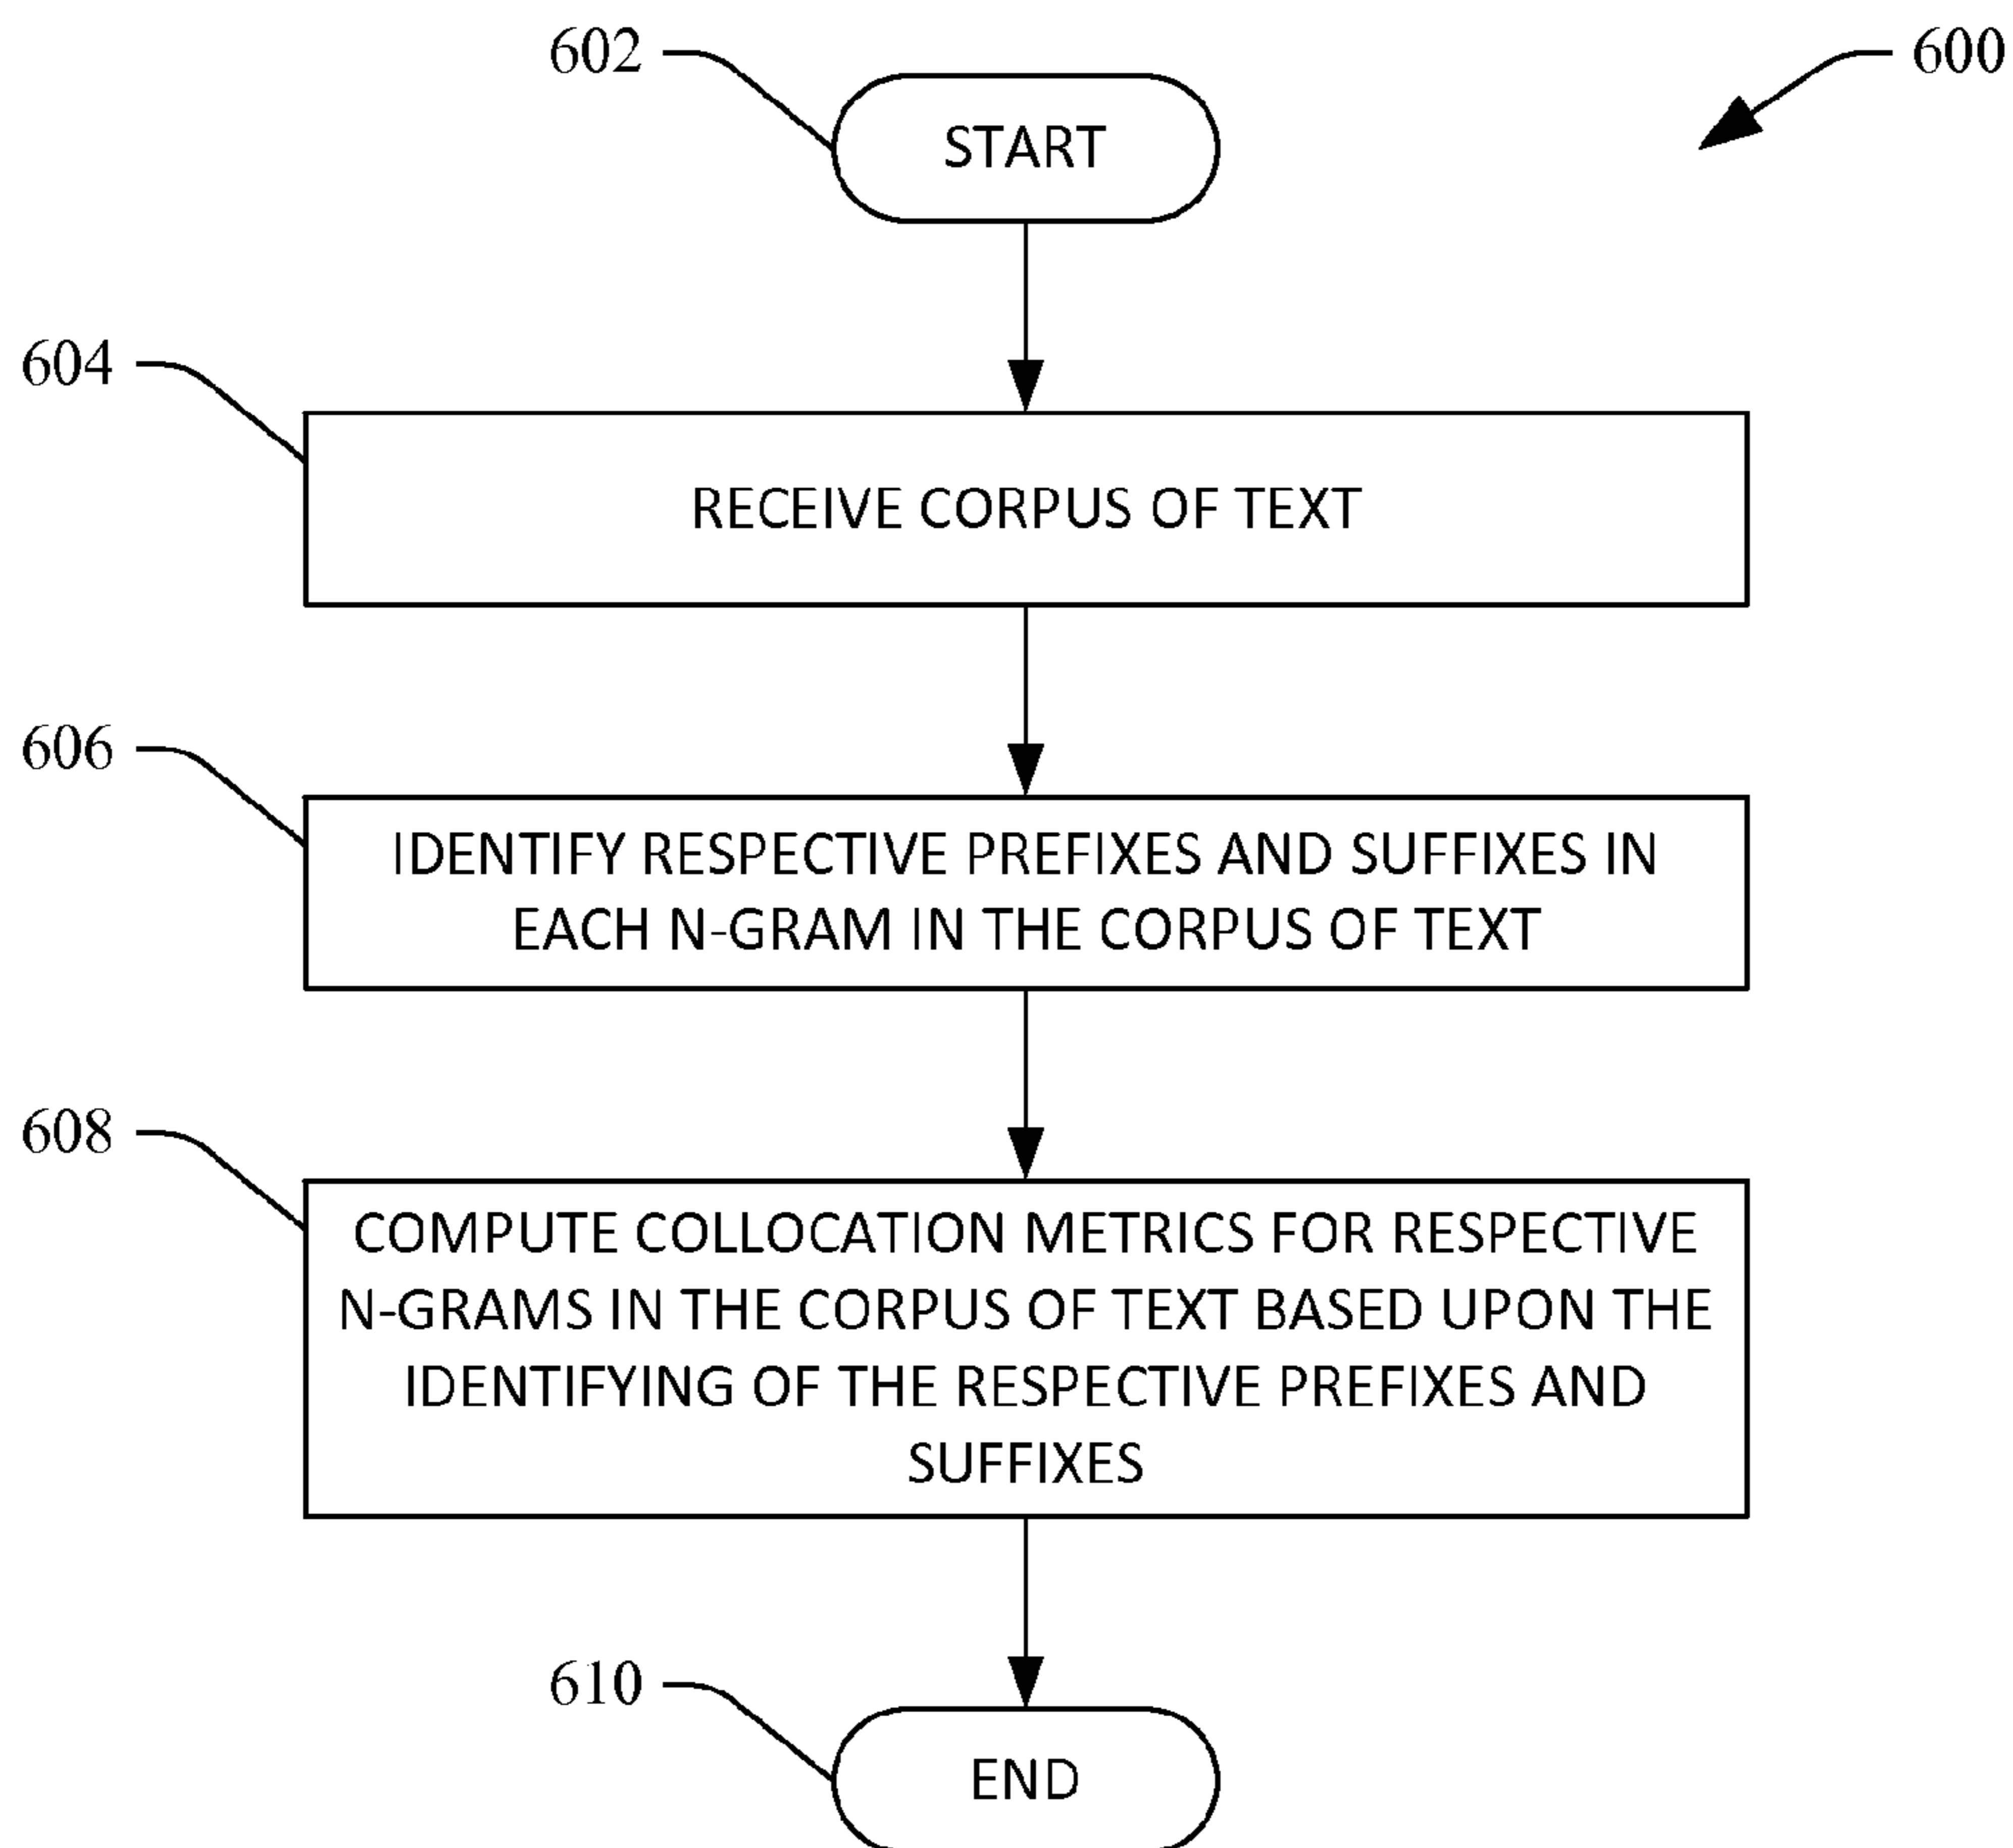 602
600
START
604
RECEIVE CORPUS OF TEXT
606
IDENTIFY RESPECTIVE PREFIXES AND SUFFIXES IN
EACH N-GRAM IN THE CORPUS OF TEXT
608
COMPUTE COLLOCATION METRICS FOR RESPECTIVE
N-GRAMS IN THE CORPUS OF TEXT BASED UPON THE
IDENTIFYING OF THE RESPECTIVE PREFIXES AND
SUFFIXES
610
END